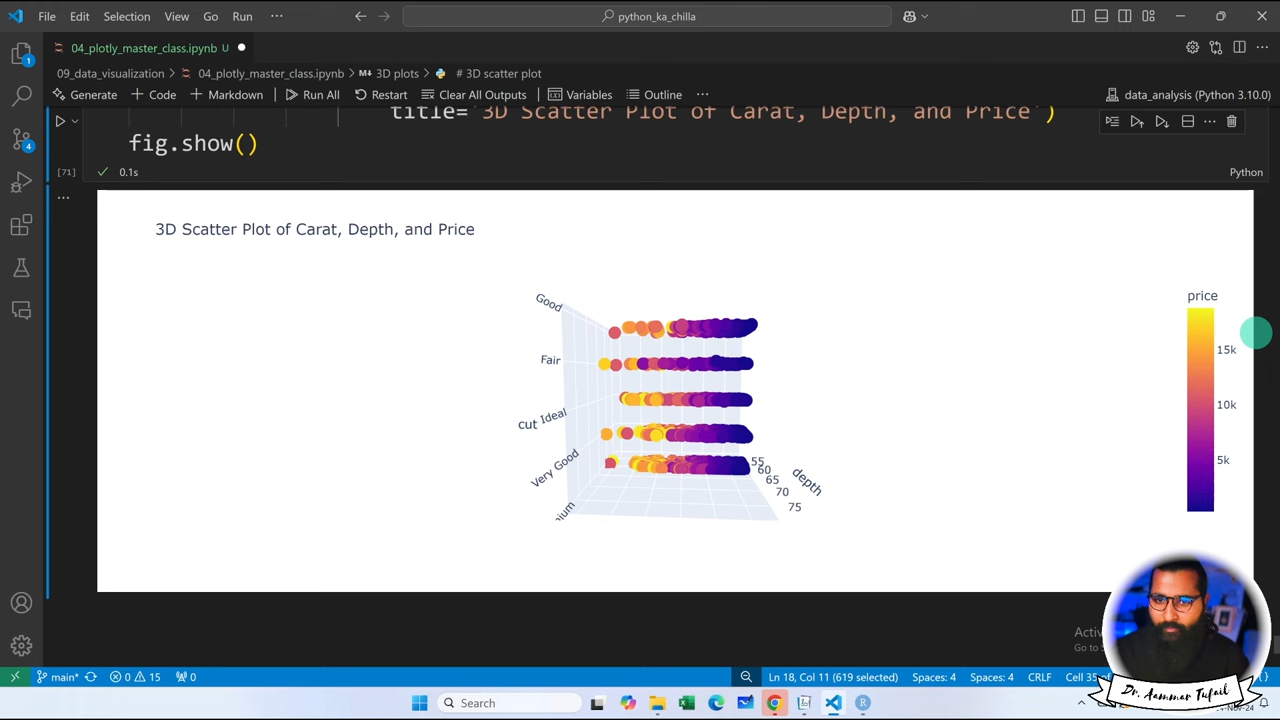 File Edit Selection View Go Run ··· python_ka_chilla
04_plotly_master_class.ipynb U
09_data_visualization > 04_plotly_master_class.ipynb > M↓ 3D plots > # 3D scatter plot
Generate + Code + Markdown Run All Restart Clear All Outputs Variables Outline ··· data_analysis (Python 3.10.0)
title='3D Scatter Plot of Carat, Depth, and Price')
fig.show()
[71] 0.1s Python
3D Scatter Plot of Carat, Depth, and Price
price
15k
10k
5k
Good
Fair
Ideal
cut
Very Good
55
60
65
70
75
depth
main* 0 15 0 Ln 18, Col 11 (619 selected) Spaces: 4 Spaces: 4 CRLF
Search
Dr. Aammar Tufail